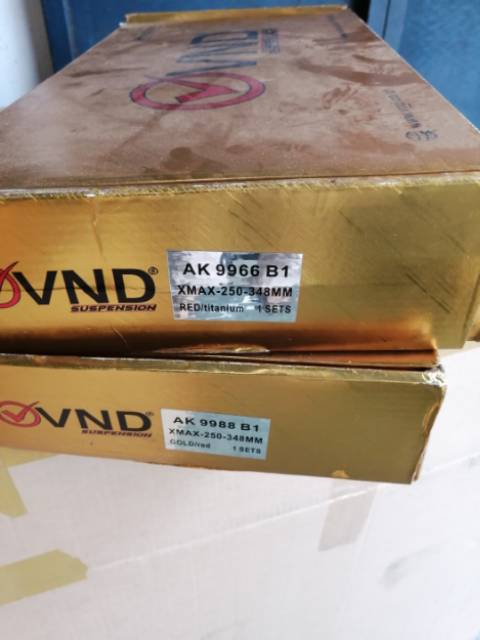 VND
VND®
SUSPENSION
AK 9966 B1
XMAX-250-348MM
RED/titanium 1 SETS
VND®
SUSPENSION
AK 9988 B1
XMAX-250-348MM
GOLD/red 1 SETS